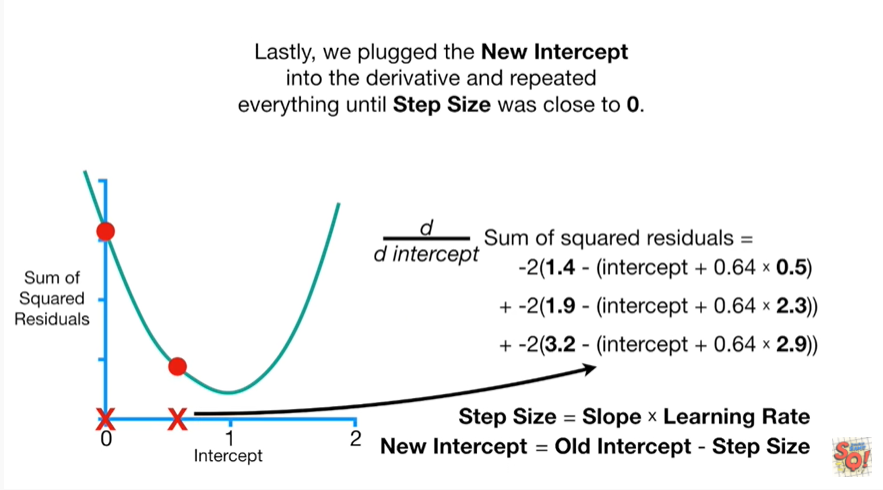 Lastly, we plugged the New Intercept
into the derivative and repeated
everything until Step Size was close to 0.
d
d intercept
Sum of squared residuals =
-2(1.4 - (intercept + 0.64 × 0.5)
+ -2(1.9 - (intercept + 0.64 × 2.3))
+ -2(3.2 - (intercept + 0.64 × 2.9))
Sum of
Squared
Residuals
X
X
0
1
2
Intercept
Step Size = Slope × Learning Rate
New Intercept = Old Intercept - Step Size
SQ!